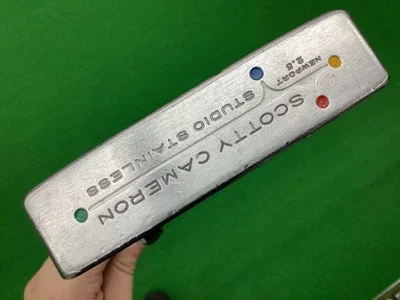 SCOTTY CAMERON
STUDIO STAINLESS
NEWPORT
2.5